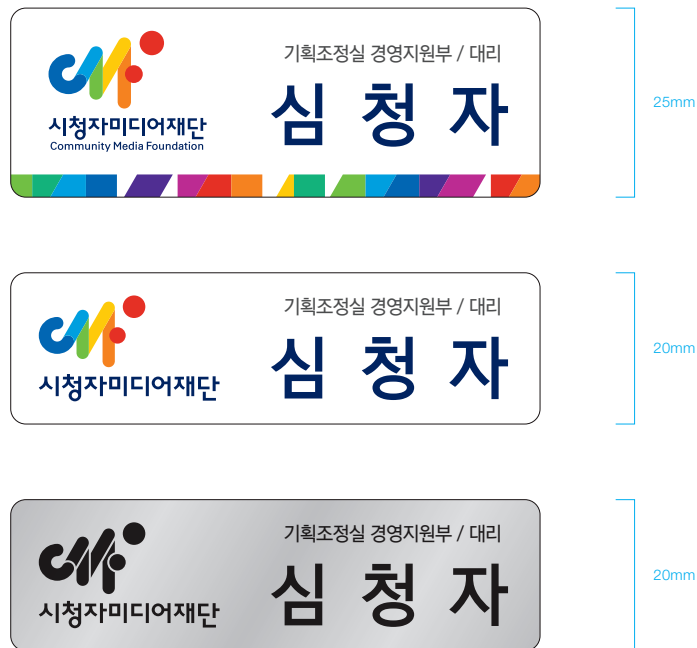 기획조정실 경영지원부 / 대리
심 청 자
시청자미디어재단
Community Media Foundation
25mm
기획조정실 경영지원부 / 대리
심 청 자
시청자미디어재단
20mm
기획조정실 경영지원부 / 대리
심 청 자
시청자미디어재단
20mm